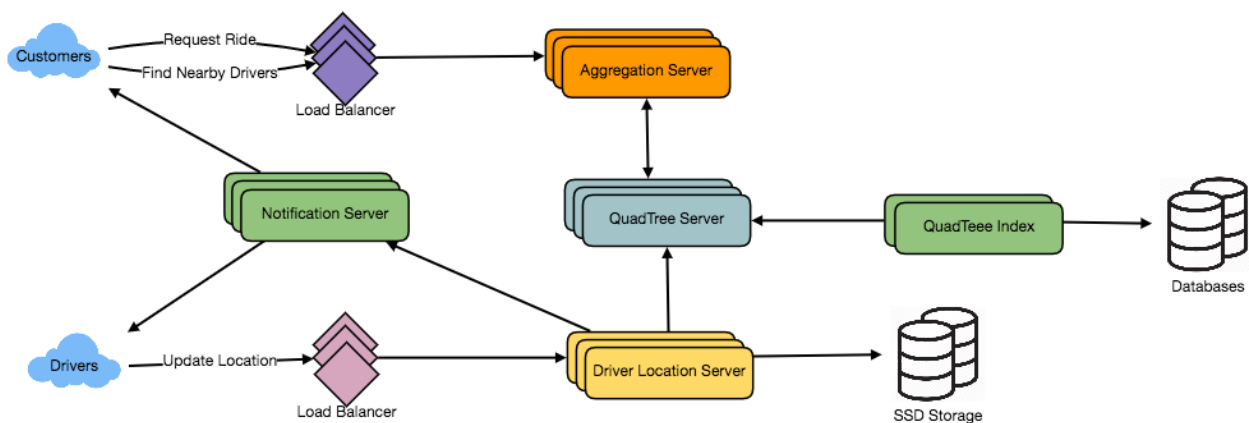 Customers
Request Ride
Find Nearby Drivers
Load Balancer
Aggregation Server
Notification Server
QuadTree Server
QuadTeee Index
Databases
Drivers
Update Location
Load Balancer
Driver Location Server
SSD Storage